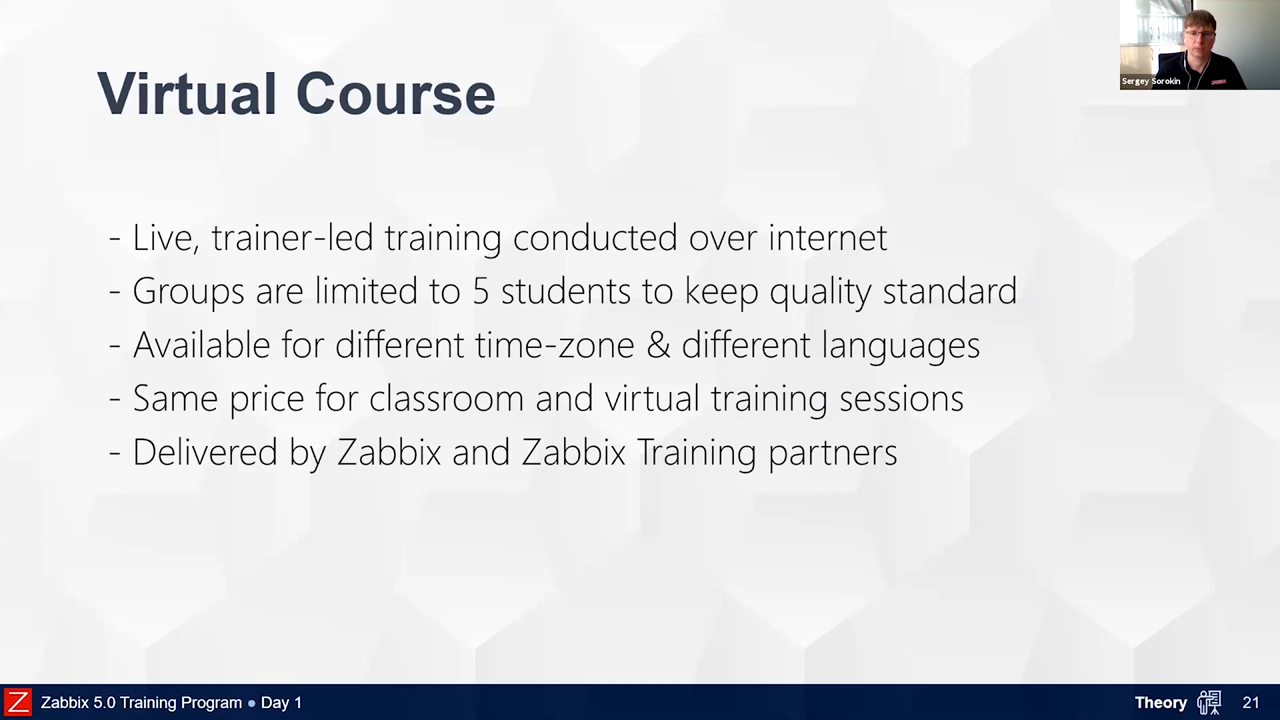 Virtual Course
Sergey Sorokin
ZABBIX
- Live, trainer-led training conducted over internet
- Groups are limited to 5 students to keep quality standard
- Available for different time-zone & different languages
- Same price for classroom and virtual training sessions
- Delivered by Zabbix and Zabbix Training partners
Z Zabbix 5.0 Training Program • Day 1
Theory 21